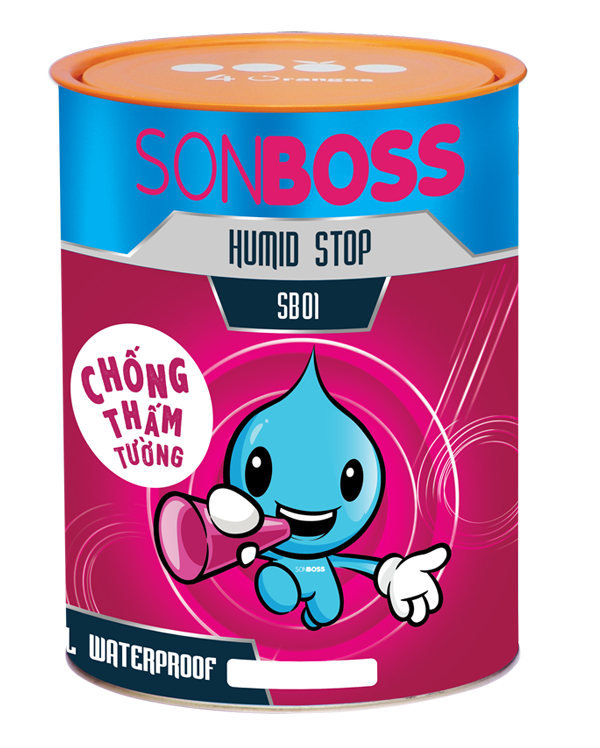 4 Oranges
SONBOSS
HUMID STOP
SB01
CHỐNG
THẤM
TƯỜNG
SONBOSS
L WATERPROOF